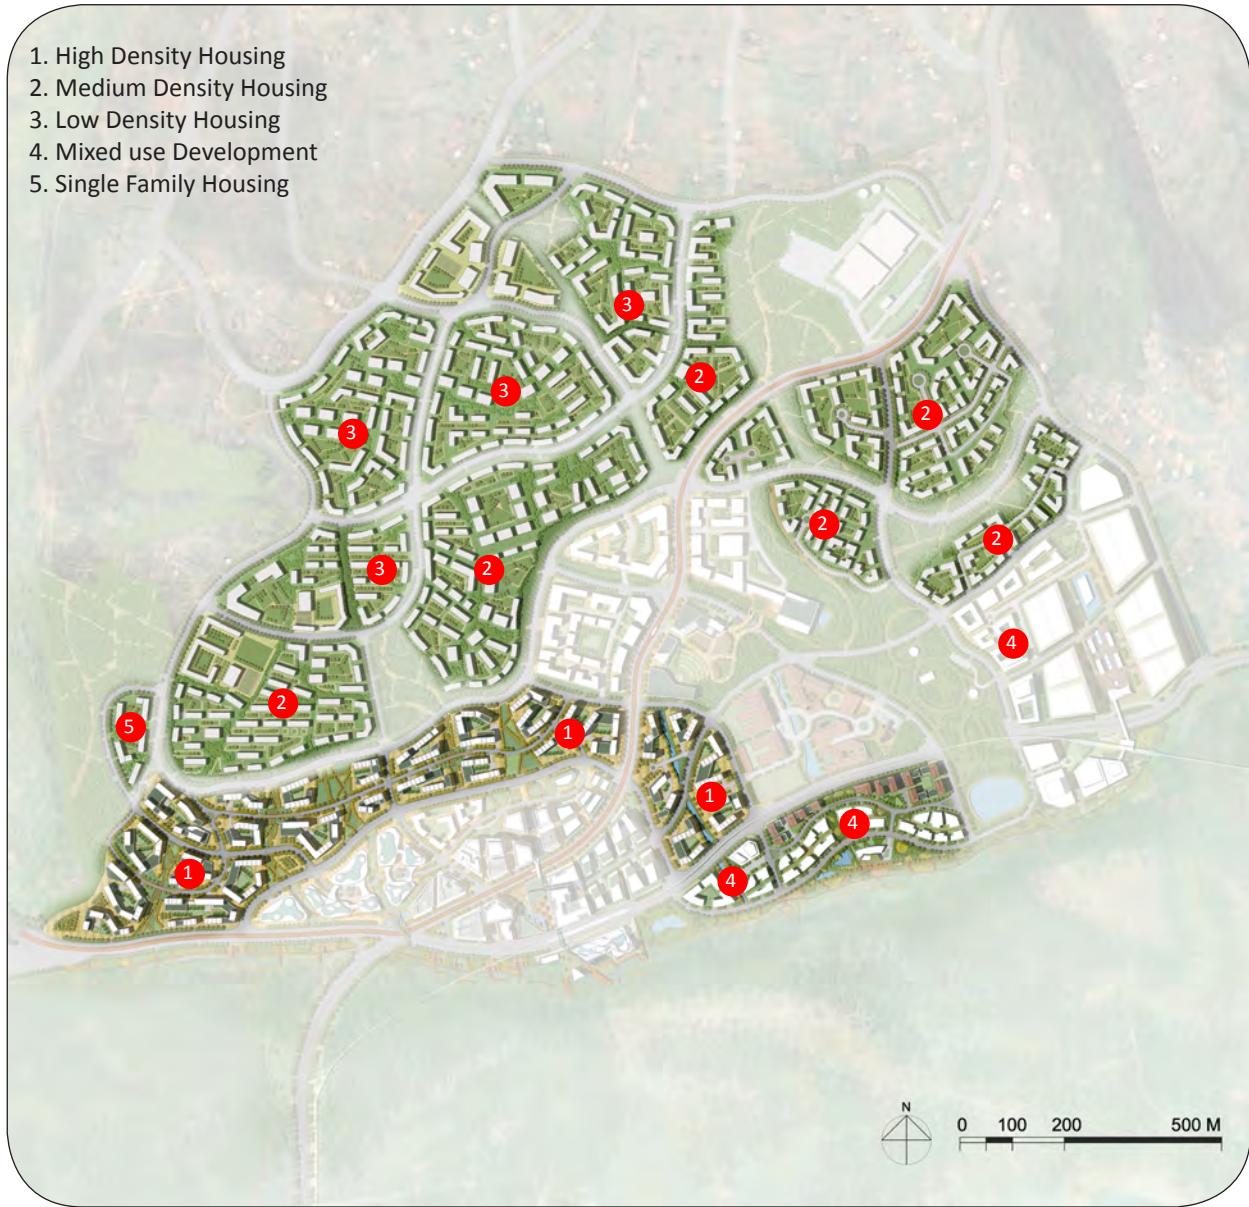 1. High Density Housing
2. Medium Density Housing
3. Low Density Housing
4. Mixed use Development
5. Single Family Housing
3
2
3
3
2
2
2
3
2
4
2
5
1
1
4
1
4
N
0 100 200 500 M